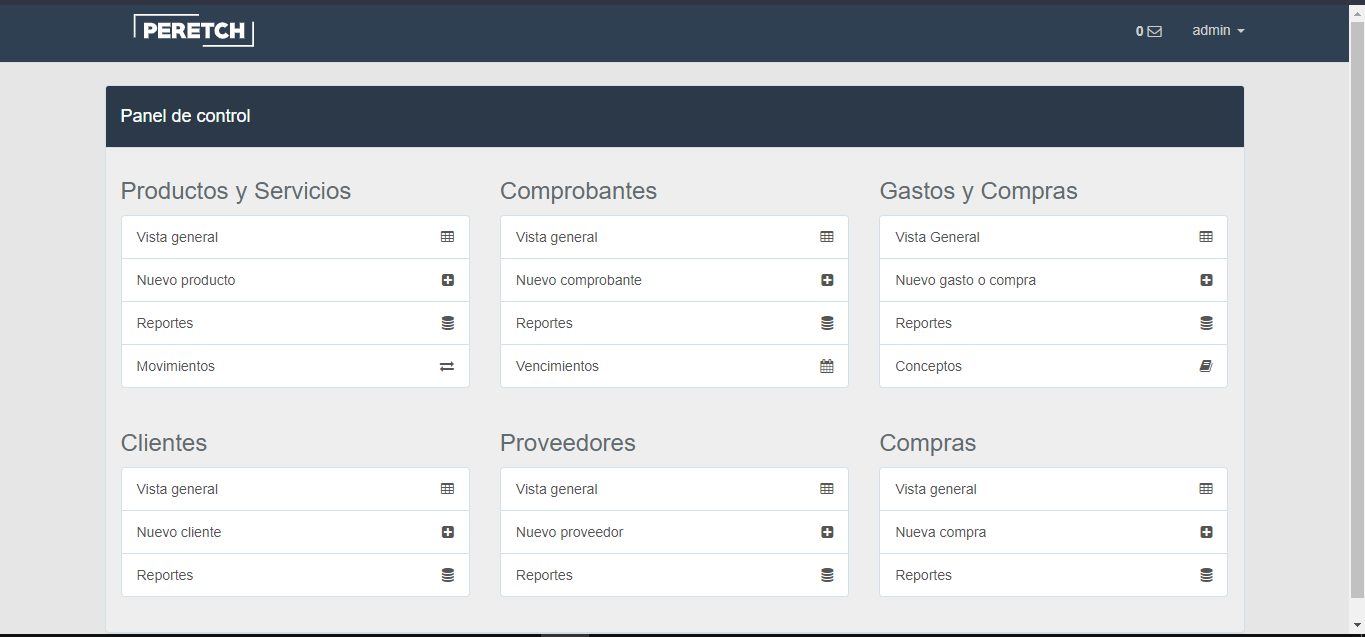 PERETCH
0
admin
Panel de control
Productos y Servicios
Vista general
Nuevo producto
Reportes
Movimientos
Comprobantes
Vista general
Nuevo comprobante
Reportes
Vencimientos
Gastos y Compras
Vista General
Nuevo gasto o compra
Reportes
Conceptos
Clientes
Vista general
Nuevo cliente
Reportes
Proveedores
Vista general
Nuevo proveedor
Reportes
Compras
Vista general
Nueva compra
Reportes